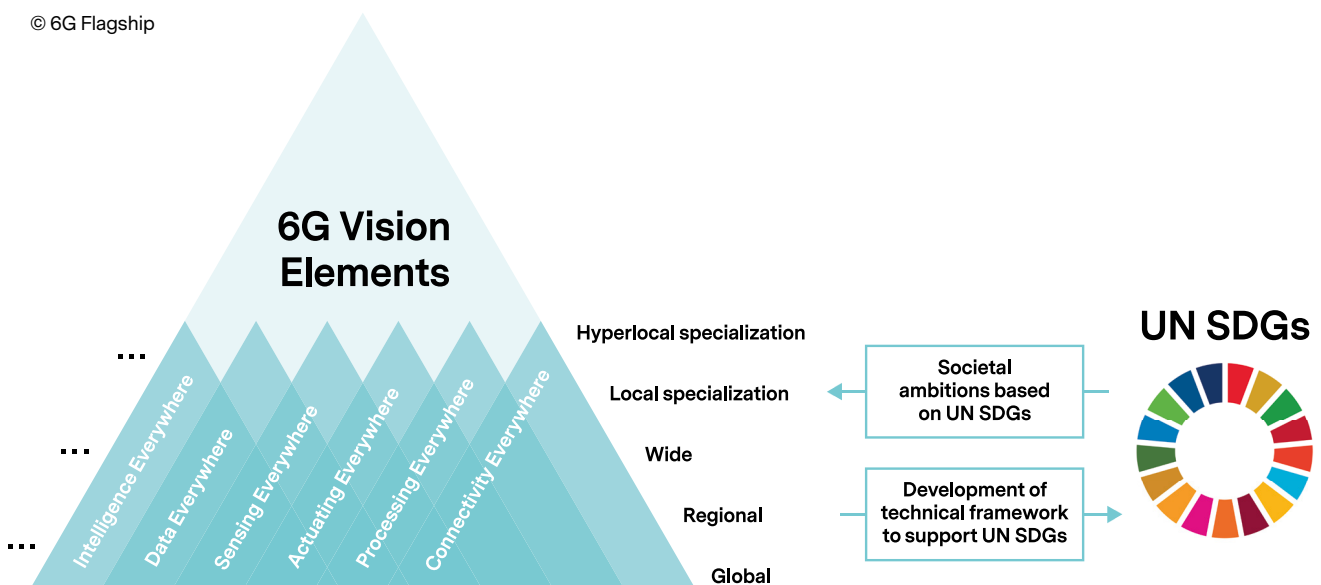 © 6G Flagship
6G Vision
Elements
...
...
...
Intelligence Everywhere
Data Everywhere
Sensing Everywhere
Actuating Everywhere
Processing Everywhere
Connectivity Everywhere
Hyperlocal specialization
Local specialization
Wide
Regional
Global
Societal
ambitions based
on UN SDGs
Development of
technical framework
to support UN SDGs
UN SDGs